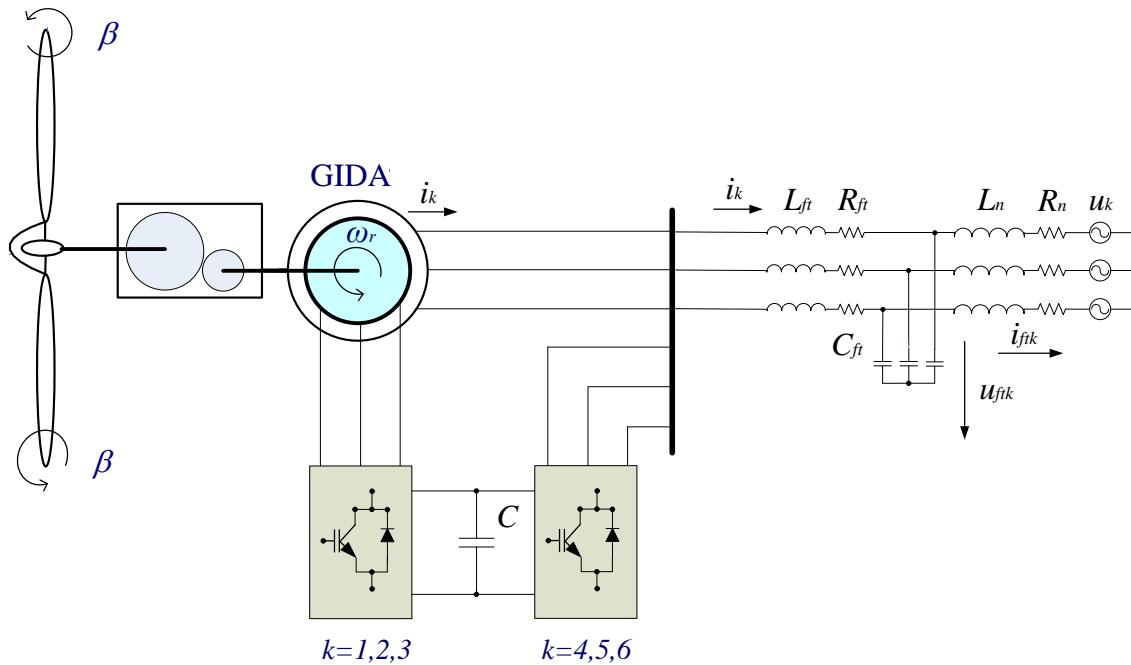 β
GIDA
i_k
ω_r
i_k
L_ft
R_ft
L_n
R_n
u_k
C_ft
i_ftk
u_ftk
β
C
k=1,2,3
k=4,5,6